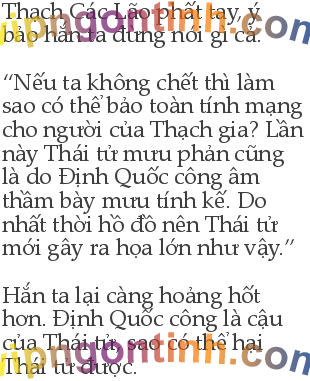 Thạch Các Lão phất tay, ý
bảo hắn ta đừng nói gì cả.
“Nếu ta không chết thì làm
sao có thể bảo toàn tính mạng
cho người của Thạch gia? Lần
này Thái tử mưu phản cũng
là do Định Quốc công âm
thầm bày mưu tính kế. Do
nhất thời hồ đồ nên Thái tử
mới gây ra họa lớn như vậy.”
Hắn ta lại càng hoảng hốt
hơn. Định Quốc công là cậu
của Thái tử, sao có thể hại
Thái tử được.
vipngontinh.com
vipngontinh.com